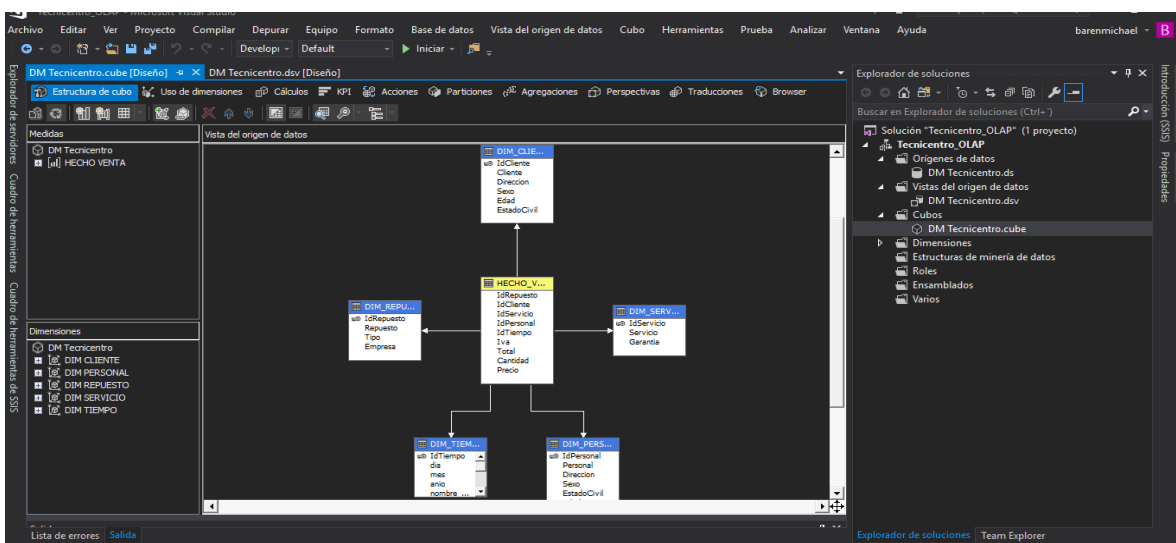 Tecnicentro_OLAP - Microsoft Visual Studio
Archivo Editar Ver Proyecto Compilar Depurar Equipo Formato Base de datos Vista del origen de datos Cubo Herramientas Prueba Analizar Ventana Ayuda barenmichael B
Developi Default Iniciar
DM Tecnicentro.cube [Diseño] DM Tecnicentro.dsv [Diseño]
Estructura de cubo Uso de dimensiones Cálculos KPI Acciones Particiones Agregaciones Perspectivas Traducciones Browser
Medidas
DM Tecnicentro
HECHO VENTA
Dimensiones
DM Tecnicentro
DIM CLIENTE
DIM PERSONAL
DIM REPUESTO
DIM SERVICIO
DIM TIEMPO
Vista del origen de datos
DIM_CLIE...
IdCliente
Cliente
Direccion
Sexo
Edad
EstadoCivil
HECHO_V...
IdRepuesto
IdCliente
IdServicio
IdPersonal
IdTiempo
Iva
Total
Cantidad
Precio
DIM_REPU...
IdRepuesto
Repuesto
Tipo
Empresa
DIM_SERV...
IdServicio
Servicio
Garantia
DIM_TIEM...
IdTiempo
dia
mes
anio
nombre ...
DIM_PERS...
IdPersonal
Personal
Direccion
Sexo
EstadoCivil
Explorador de soluciones
Buscar en Explorador de soluciones (Ctrl+¨)
Solución "Tecnicentro_OLAP" (1 proyecto)
Tecnicentro_OLAP
Orígenes de datos
DM Tecnicentro.ds
Vistas del origen de datos
DM Tecnicentro.dsv
Cubos
DM Tecnicentro.cube
Dimensiones
Estructuras de minería de datos
Roles
Ensamblados
Varios
Explorador de soluciones Team Explorer
Explorador de servidores
Cuadro de herramientas
Cuadro de herramientas de SSIS
Introducción (SSIS)
Propiedades
Salida
Lista de errores Salida